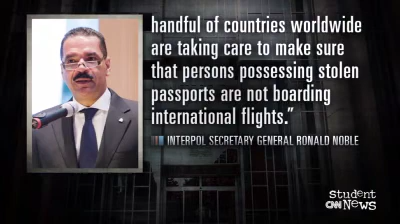 handful of countries worldwide
are taking care to make sure
that persons possessing stolen
passports are not boarding
international flights.”
INTERPOL SECRETARY GENERAL RONALD NOBLE
Student
CNN News